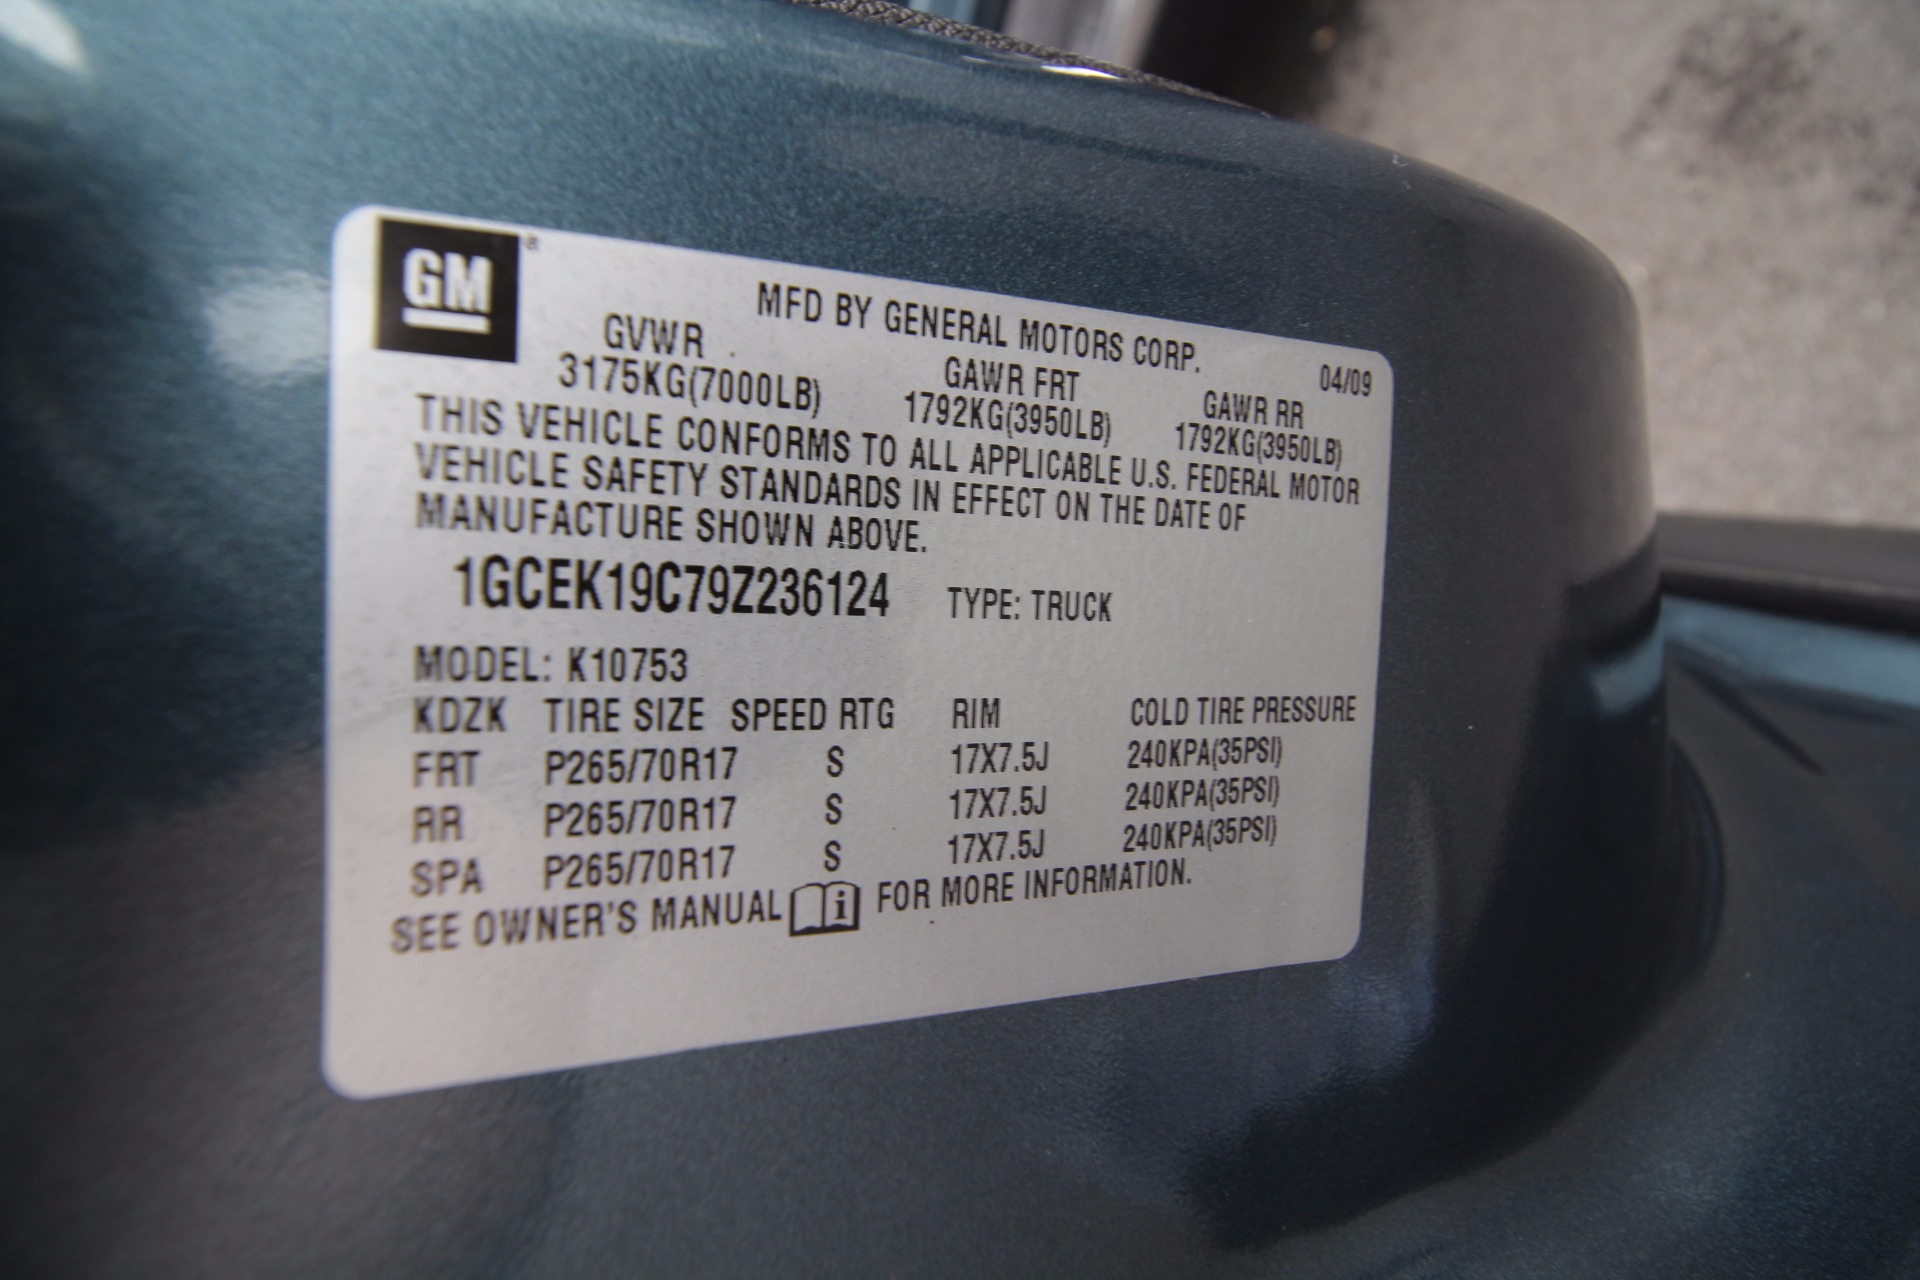 GM ®
MFD BY GENERAL MOTORS CORP.
04/09
GVWR GAWR FRT GAWR RR
3175KG(7000LB) 1792KG(3950LB) 1792KG(3950LB)
THIS VEHICLE CONFORMS TO ALL APPLICABLE U.S. FEDERAL MOTOR
VEHICLE SAFETY STANDARDS IN EFFECT ON THE DATE OF
MANUFACTURE SHOWN ABOVE.
1GCEK19C79Z236124 TYPE: TRUCK
MODEL: K10753
KDZK TIRE SIZE SPEED RTG RIM COLD TIRE PRESSURE
FRT P265/70R17 S 17X7.5J 240KPA(35PSI)
RR P265/70R17 S 17X7.5J 240KPA(35PSI)
SPA P265/70R17 S 17X7.5J 240KPA(35PSI)
SEE OWNER'S MANUAL i FOR MORE INFORMATION.